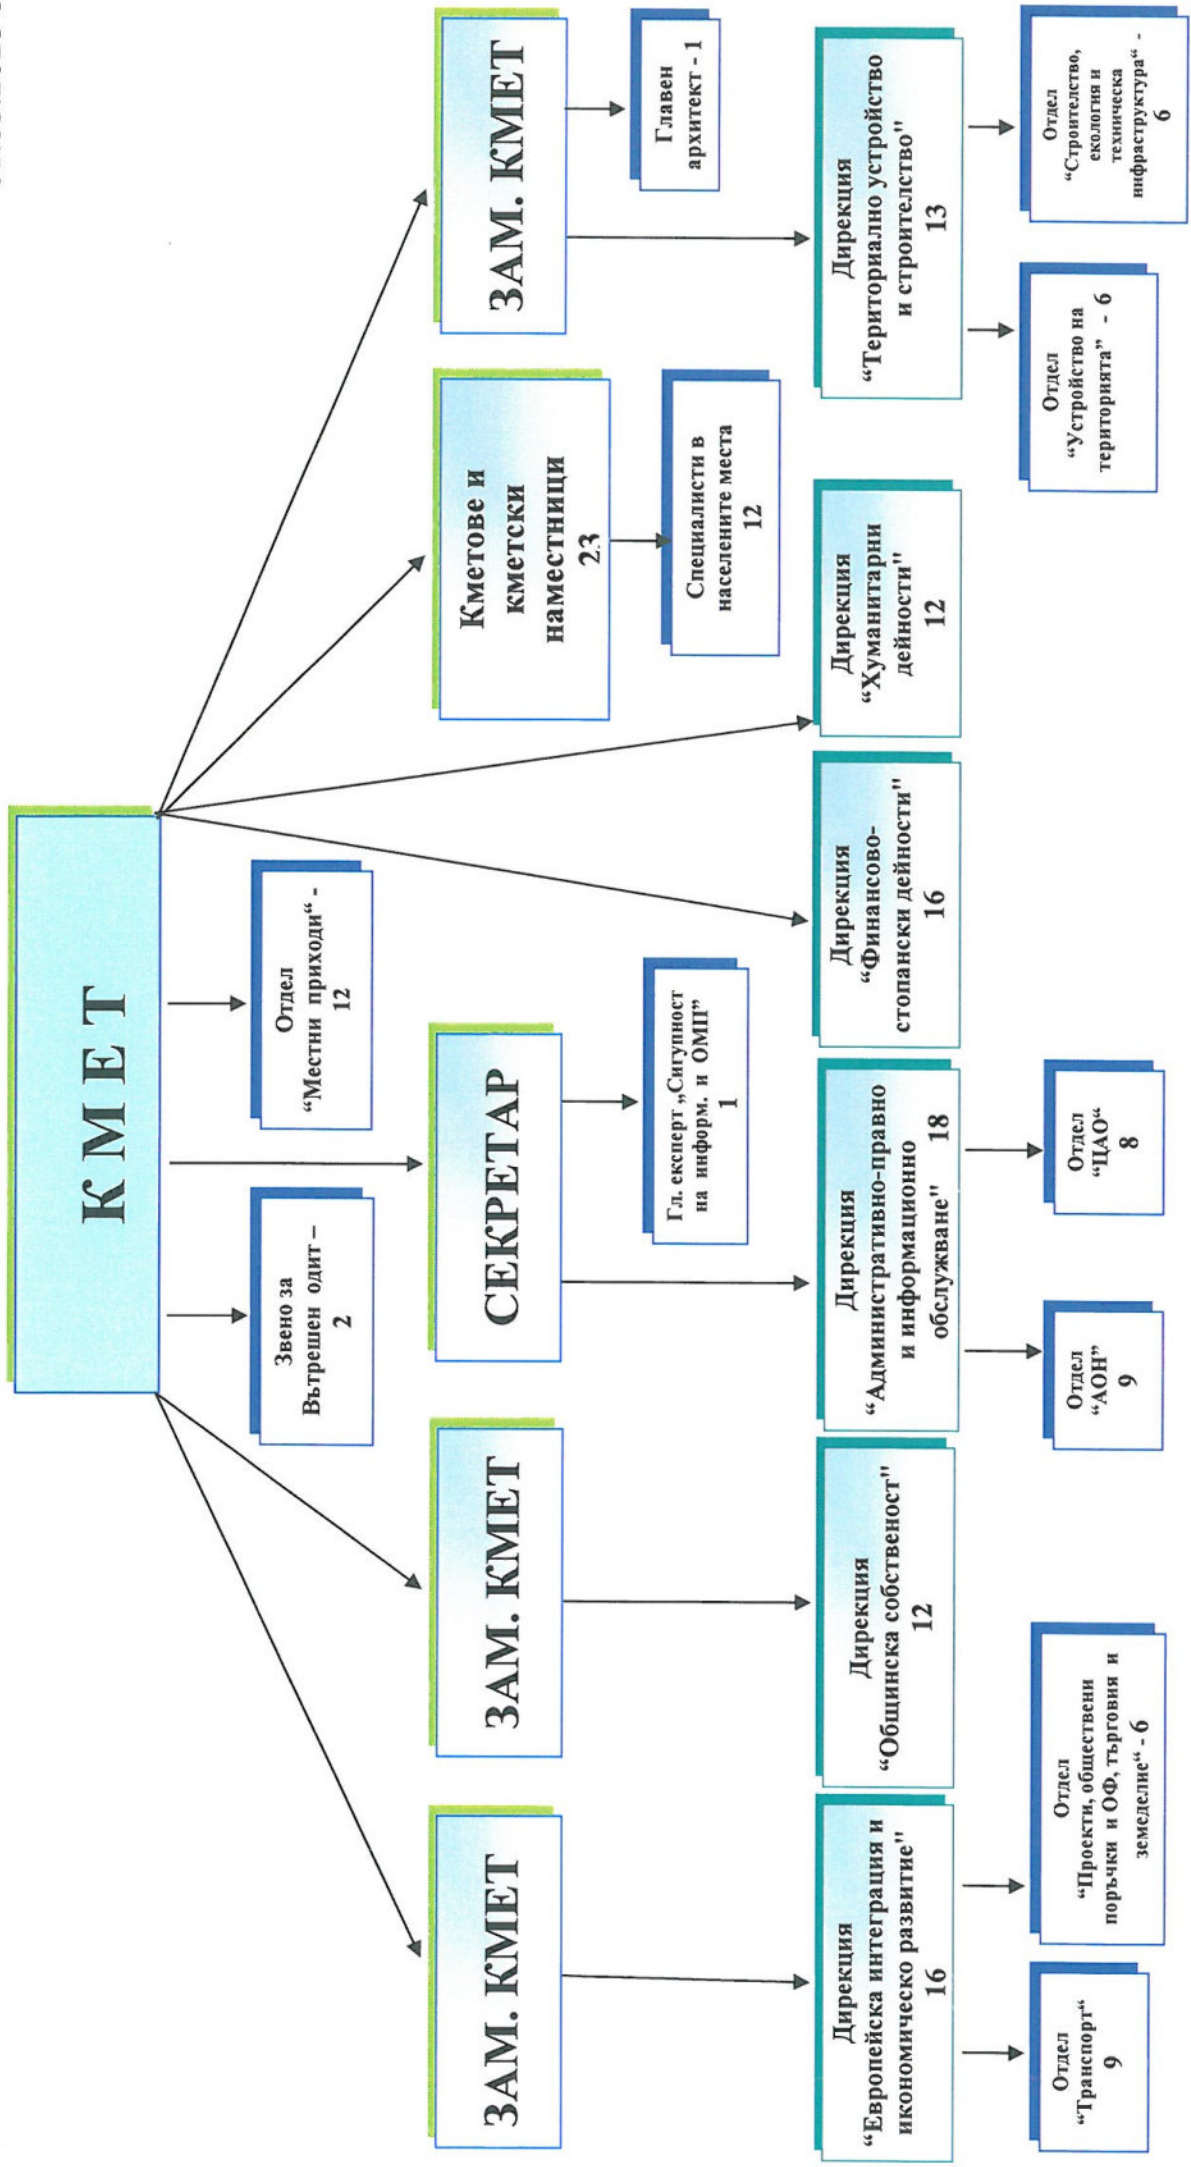 К М Е Т
Звено за
Вътрешен одит –
2
Отдел
“Местни приходи“ -
12
ЗАМ. КМЕТ
ЗАМ. КМЕТ
СЕКРЕТАР
Кметове и
кметски
наместници
23
ЗАМ. КМЕТ
Гл. експерт „Сигупност
на информ. и ОМП”
1
Специалисти в
населените места
12
Главен
архитект - 1
Дирекция
“Европейска интеграция и
икономическо развитие"
16
Дирекция
“Общинска собственост"
12
Дирекция
“Административно-правно
и информационно 18
обслужване"
Дирекция
“Финансово-
стопански дейности"
16
Дирекция
“Хуманитарни
дейности"
12
Дирекция
“Териториално устройство
и строителство"
13
Отдел
“Транспорт“
9
Отдел
“Проекти, обществени
поръчки и ОФ, търговия и
земеделие“ - 6
Отдел
“АОН”
9
Отдел
“ЦАО“
8
Отдел
“Устройство на
територията” - 6
Отдел
“Строителство,
екология и
техническа
инфраструктура“ -
6